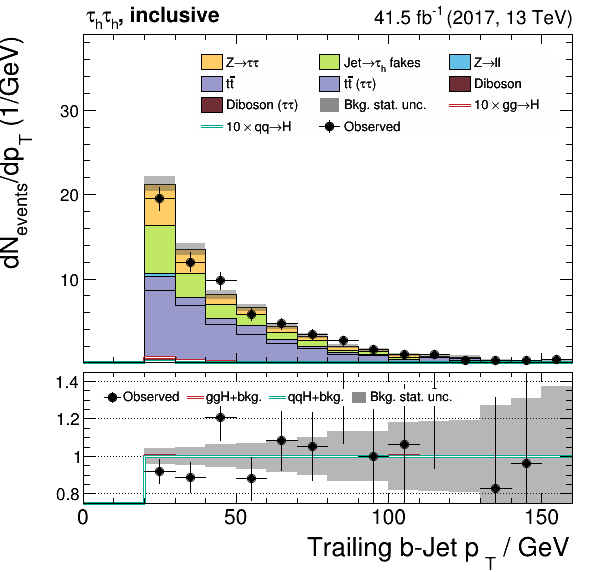 τhτh, inclusive
41.5 fb-1 (2017, 13 TeV)
dNevents/dpT (1/GeV)
Z→ττ
Jet→τh fakes
Z→ll
tt̄
tt̄ (ττ)
Diboson
Diboson (ττ)
Bkg. stat. unc.
10 × gg→H
10 × qq→H
Observed
30
20
10
1.4
1.2
1
0.8
Observed
ggH+bkg.
qqH+bkg.
Bkg. stat. unc.
0
50
100
150
Trailing b-Jet pT / GeV